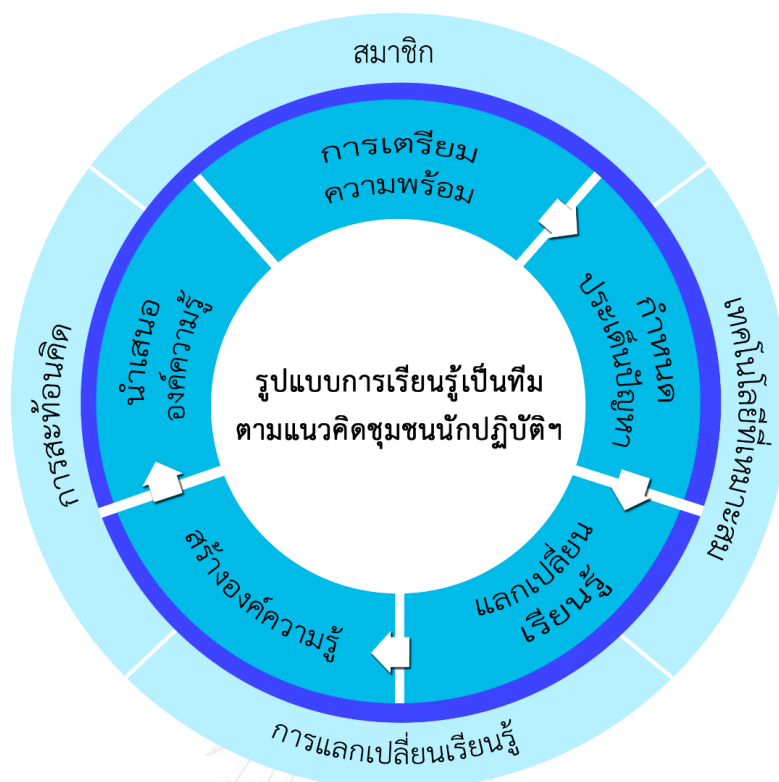 สมาชิก
การเตรียม
ความพร้อม
กำหนด
ประเด็นปัญหา
เทคโนโลยีที่เหมาะสม
แลกเปลี่ยน
เรียนรู้
การแลกเปลี่ยนเรียนรู้
สร้างองค์ความรู้
นำเสนอ
องค์ความรู้
การสะท้อนคิด
รูปแบบการเรียนรู้เป็นทีม
ตามแนวคิดชุมชนนักปฏิบัติฯ